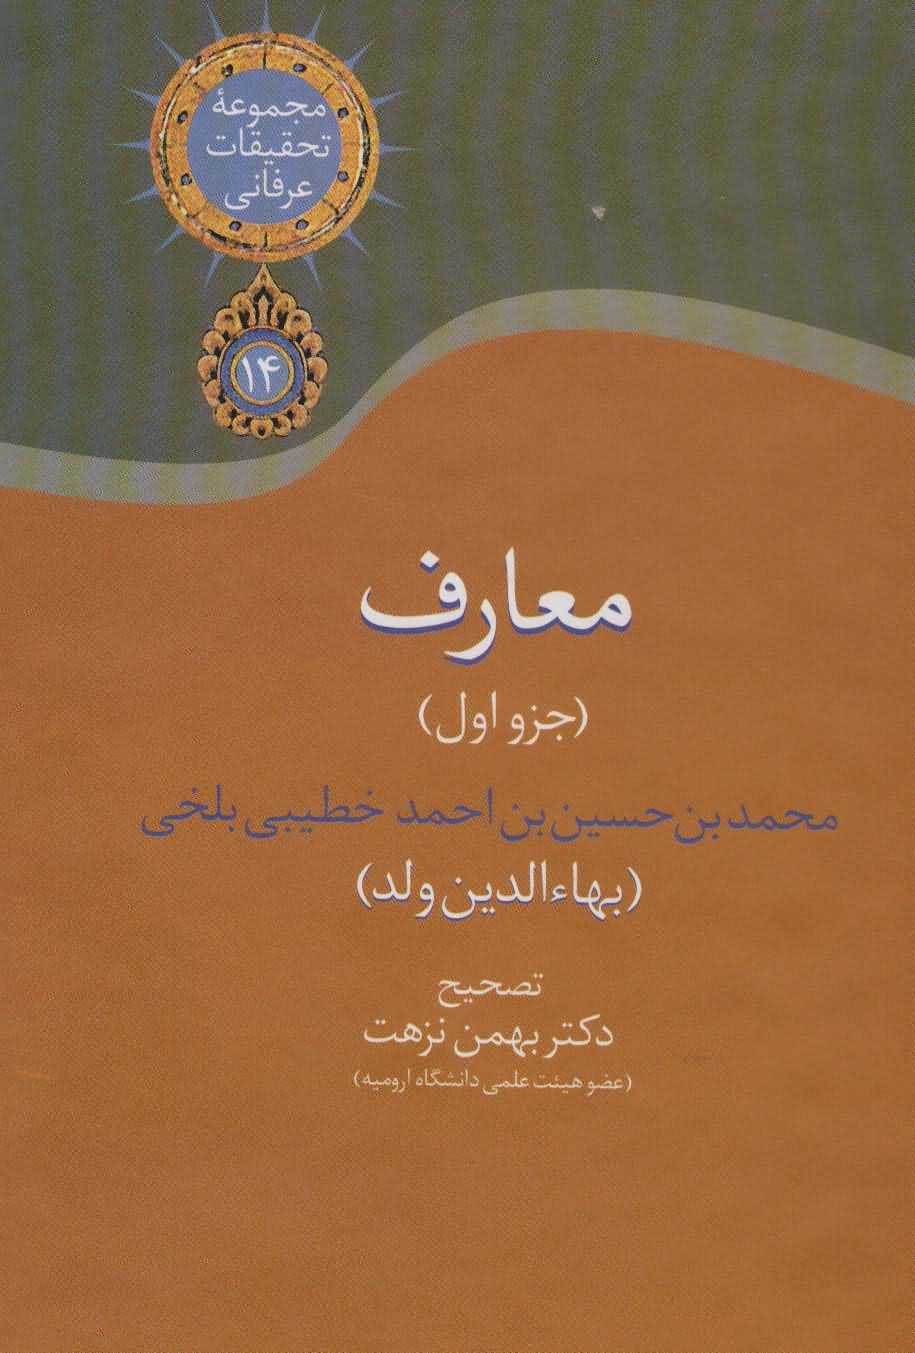 مجموعهٔ
تحقیقات
عرفانی
۱۴
معارف
(جزو اول)
محمد بن حسین بن احمد خطیبی بلخی
(بهاءالدین ولد)
تصحیح
دکتر بهمن نزهت
(عضو هیئت علمی دانشگاه ارومیه)